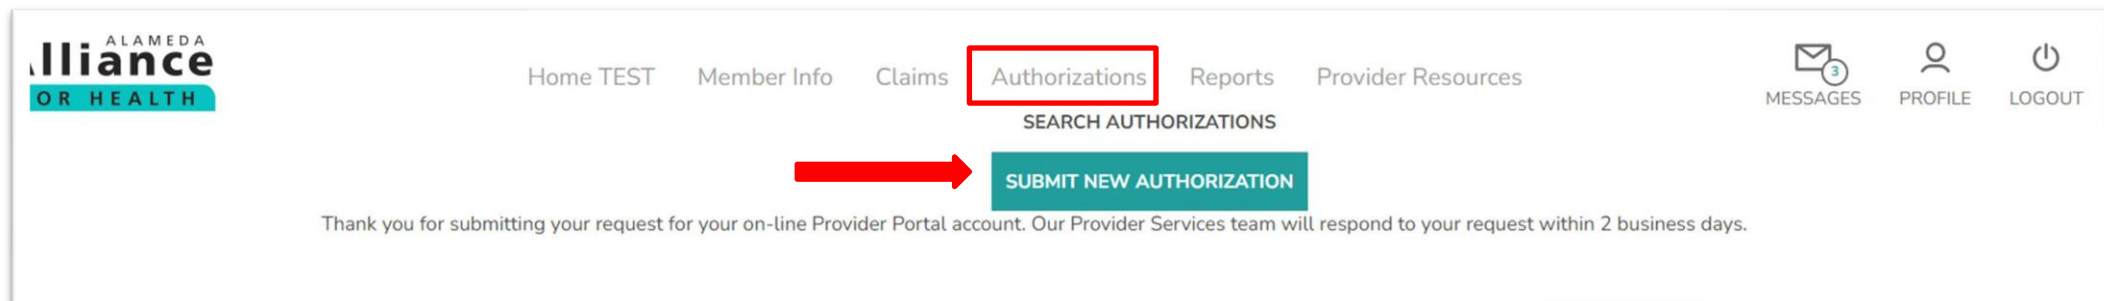 ALAMEDA
lliance
OR HEALTH
Home TEST Member Info Claims Authorizations Reports Provider Resources
3
MESSAGES PROFILE LOGOUT
SEARCH AUTHORIZATIONS
SUBMIT NEW AUTHORIZATION
Thank you for submitting your request for your on-line Provider Portal account. Our Provider Services team will respond to your request within 2 business days.